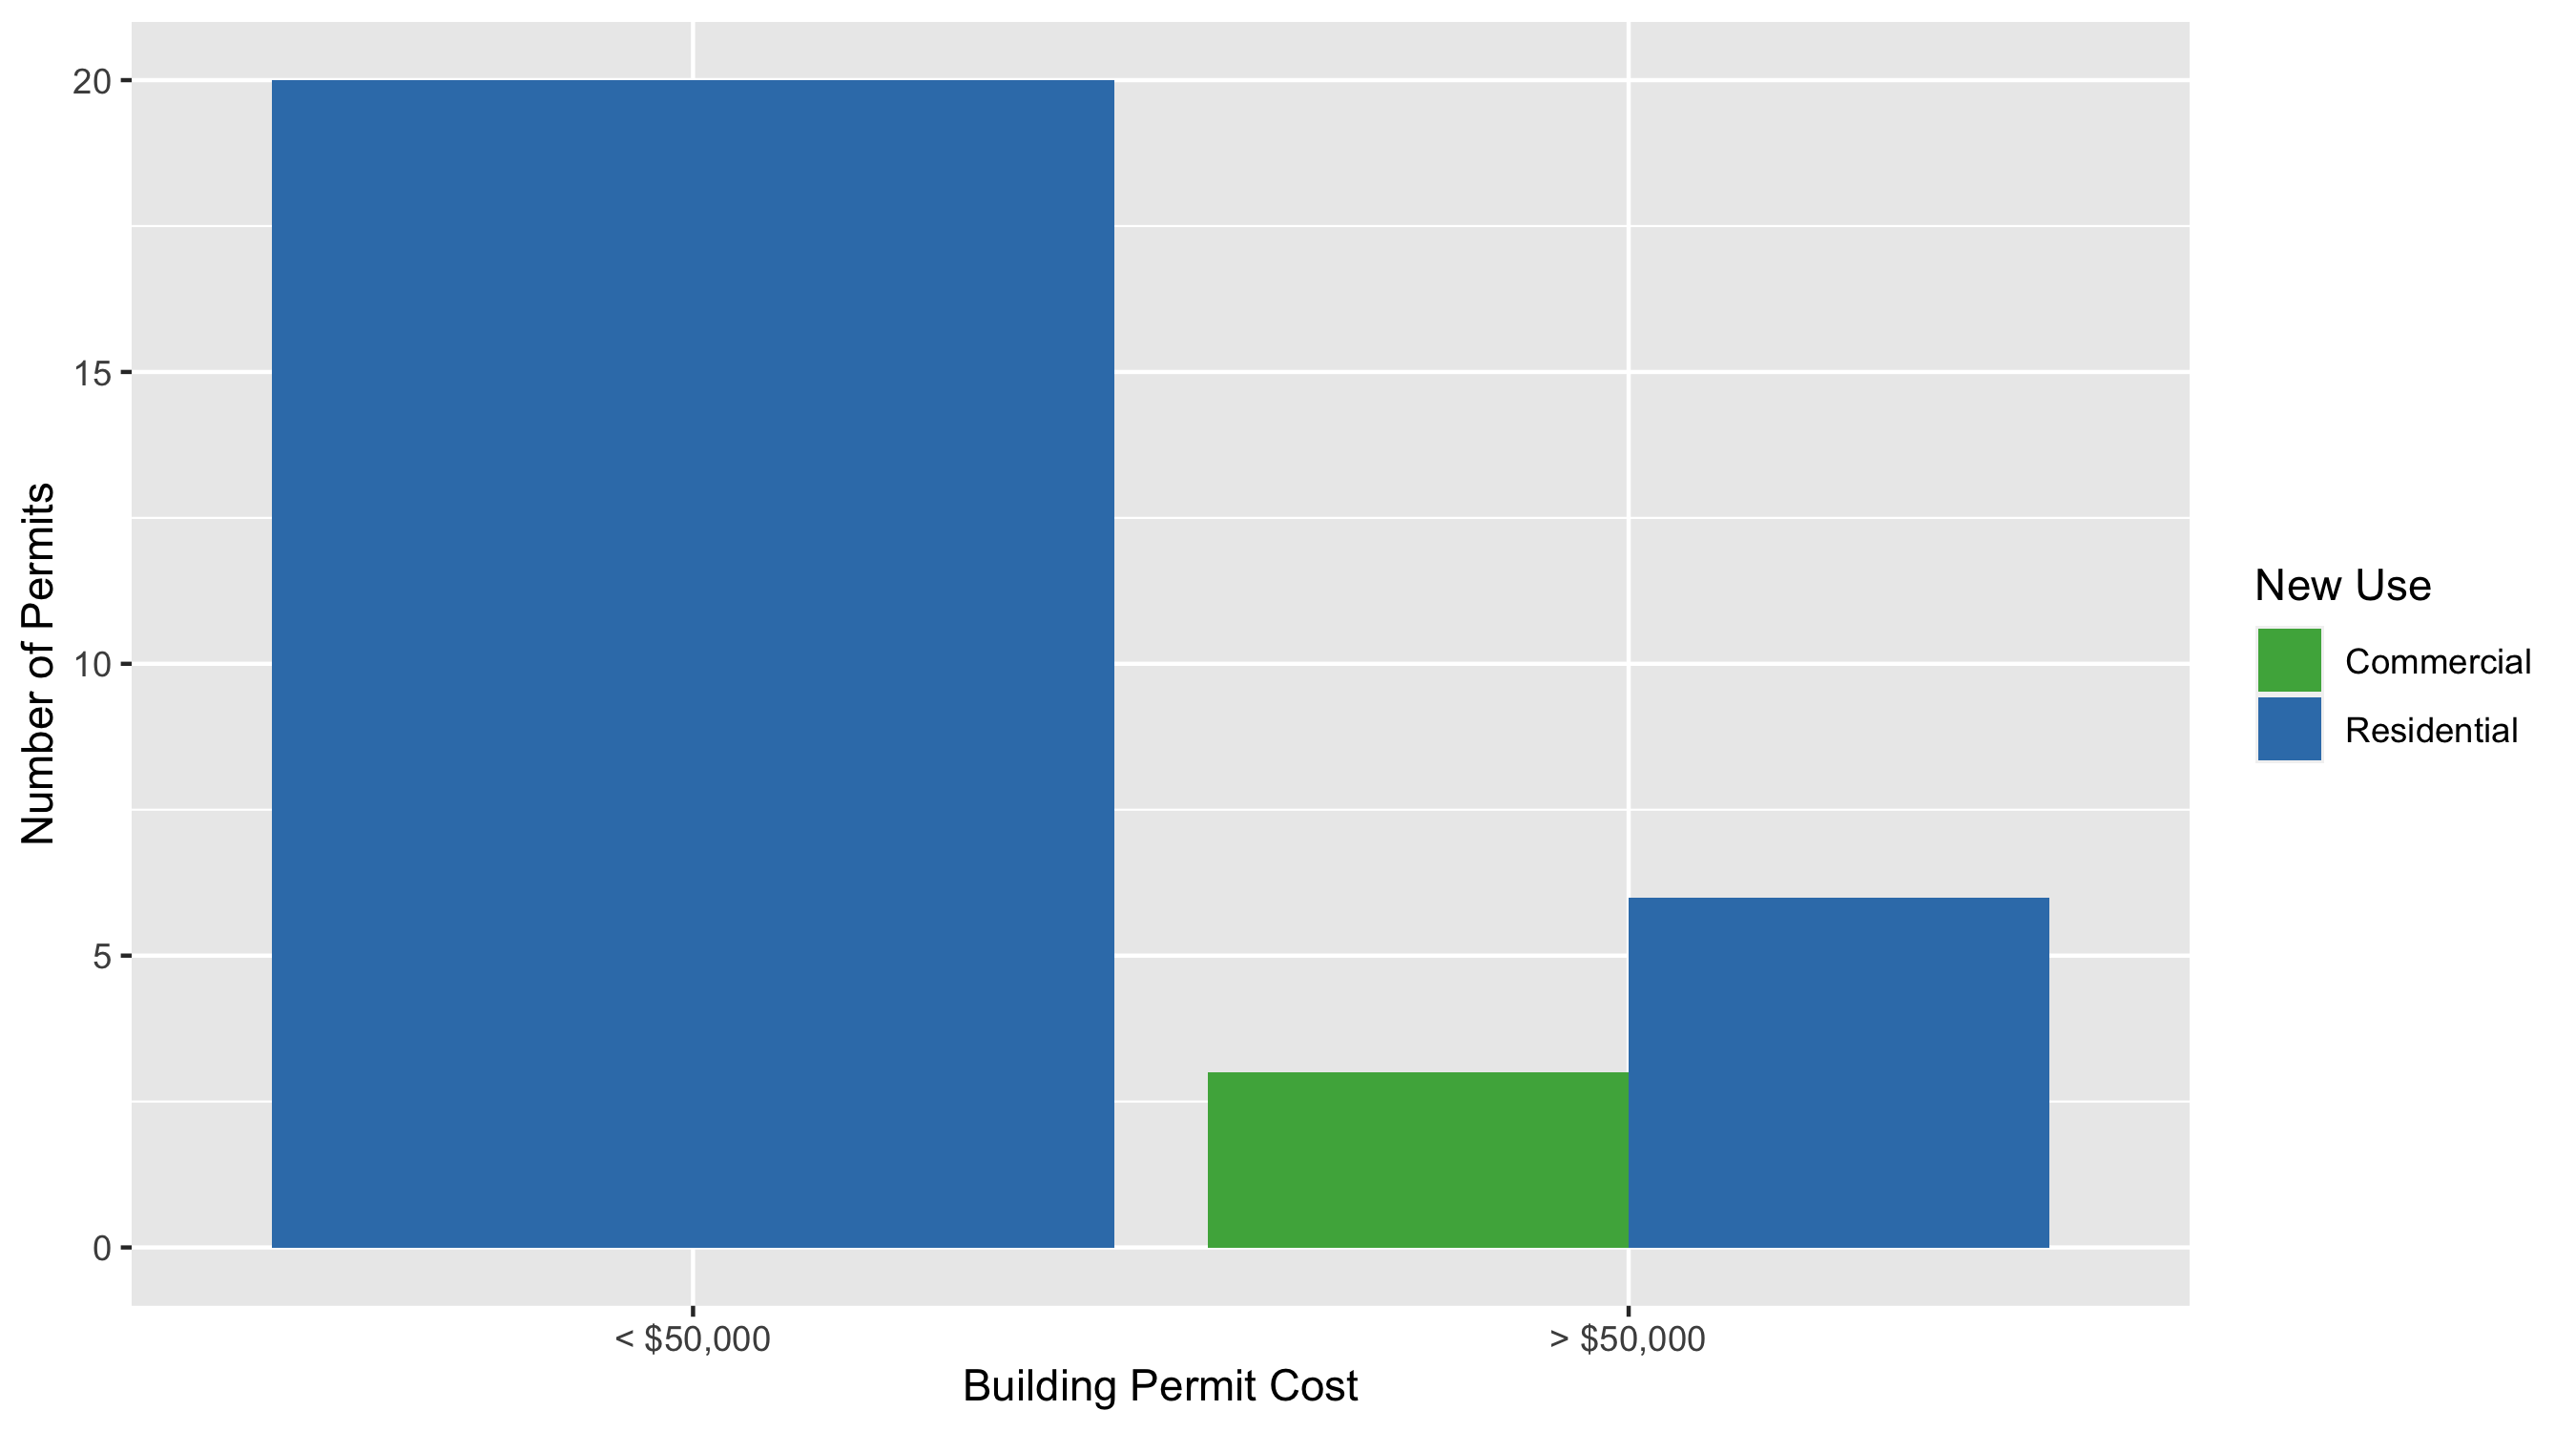 20
15
10
5
0
Number of Permits
< $50,000
> $50,000
Building Permit Cost
New Use
Commercial
Residential